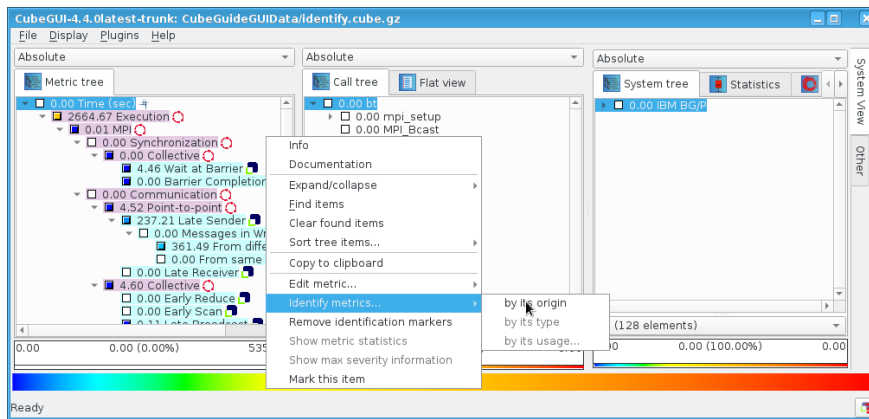 CubeGUI-4.4.0latest-trunk: CubeGuideGUIData/identify.cube.gz
File Display Plugins Help
Absolute
Metric tree
0.00 Time (sec)
2664.67 Execution
0.01 MPI
0.00 Synchronization
0.00 Collective
4.46 Wait at Barrier
0.00 Barrier Completion
0.00 Communication
4.52 Point-to-point
237.21 Late Sender
0.00 Messages in Wr
361.49 From diffe
0.00 From same
0.00 Late Receiver
4.60 Collective
0.00 Early Reduce
0.00 Early Scan
0.11 Late Broadcast
0.00 0.00 (0.00%) 535
Absolute
Call tree Flat view
0.00 bt
0.00 mpi_setup
0.00 MPI_Bcast
Info
Documentation
Expand/collapse
Find items
Clear found items
Sort tree items...
Copy to clipboard
Edit metric...
Identify metrics...
Remove identification markers
Show metric statistics
Show max severity information
Mark this item
by its origin
by its type
by its usage...
Absolute
System tree Statistics
0.00 IBM BG/P
(128 elements)
0.00 (100.00%) 0.00
System View
Other
Ready